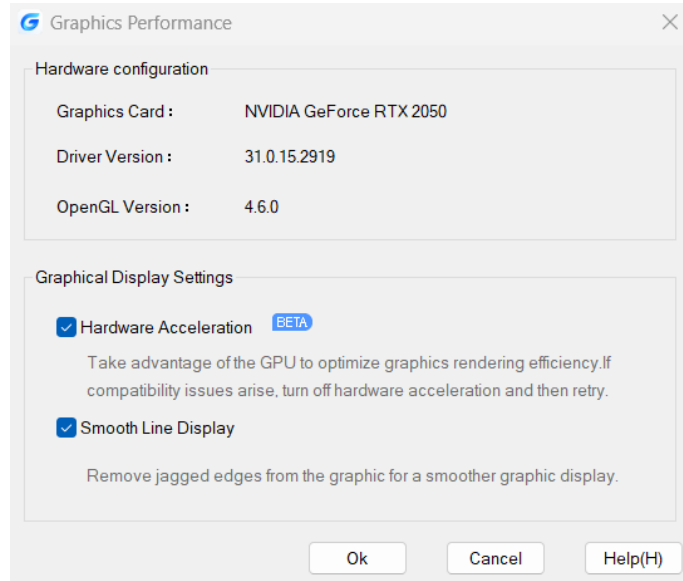 Graphics Performance
Hardware configuration
Graphics Card : NVIDIA GeForce RTX 2050
Driver Version : 31.0.15.2919
OpenGL Version : 4.6.0
Graphical Display Settings
Hardware Acceleration BETA
Take advantage of the GPU to optimize graphics rendering efficiency.If
compatibility issues arise, turn off hardware acceleration and then retry.
Smooth Line Display
Remove jagged edges from the graphic for a smoother graphic display.
Ok Cancel Help(H)